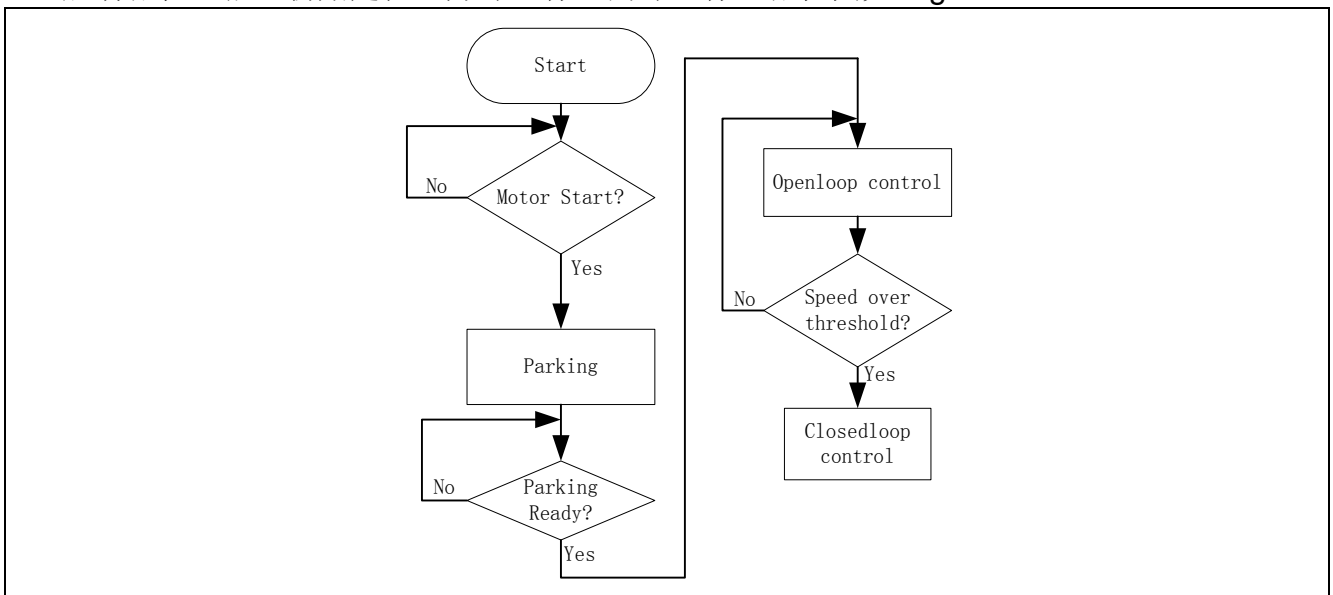 Start
Motor Start?
No
Yes
Parking
Parking
Ready?
No
Yes
Openloop control
Speed over
threshold?
No
Yes
Closedloop
control